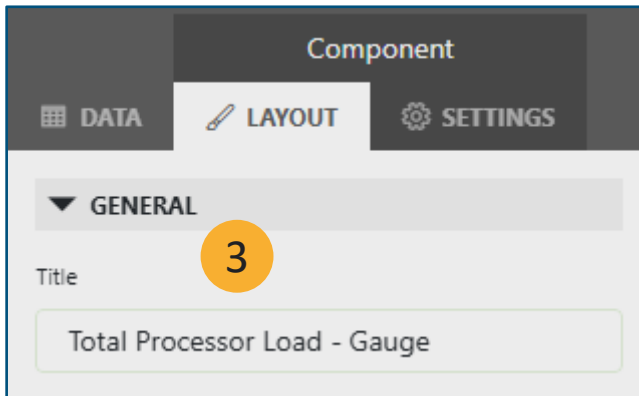 Component
DATA LAYOUT SETTINGS
GENERAL
3
Title
Total Processor Load - Gauge